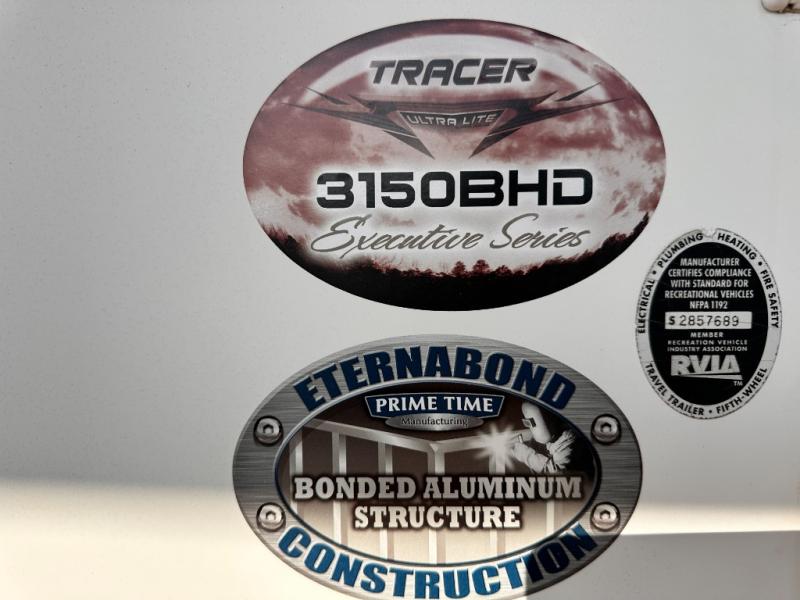 TRACER
ULTRA LITE
3150BHD
Executive Series
ELECTRICAL • PLUMBING • HEATING • FIRE SAFETY
MANUFACTURER
CERTIFIES COMPLIANCE
WITH STANDARD FOR
RECREATIONAL VEHICLES
NFPA 1192
S 2857689
MEMBER
RECREATION VEHICLE
INDUSTRY ASSOCIATION
RVIA
TM
TRAVEL TRAILER • FIFTH-WHEEL
ETERNABOND
PRIME TIME
Manufacturing
BONDED ALUMINUM
STRUCTURE
CONSTRUCTION